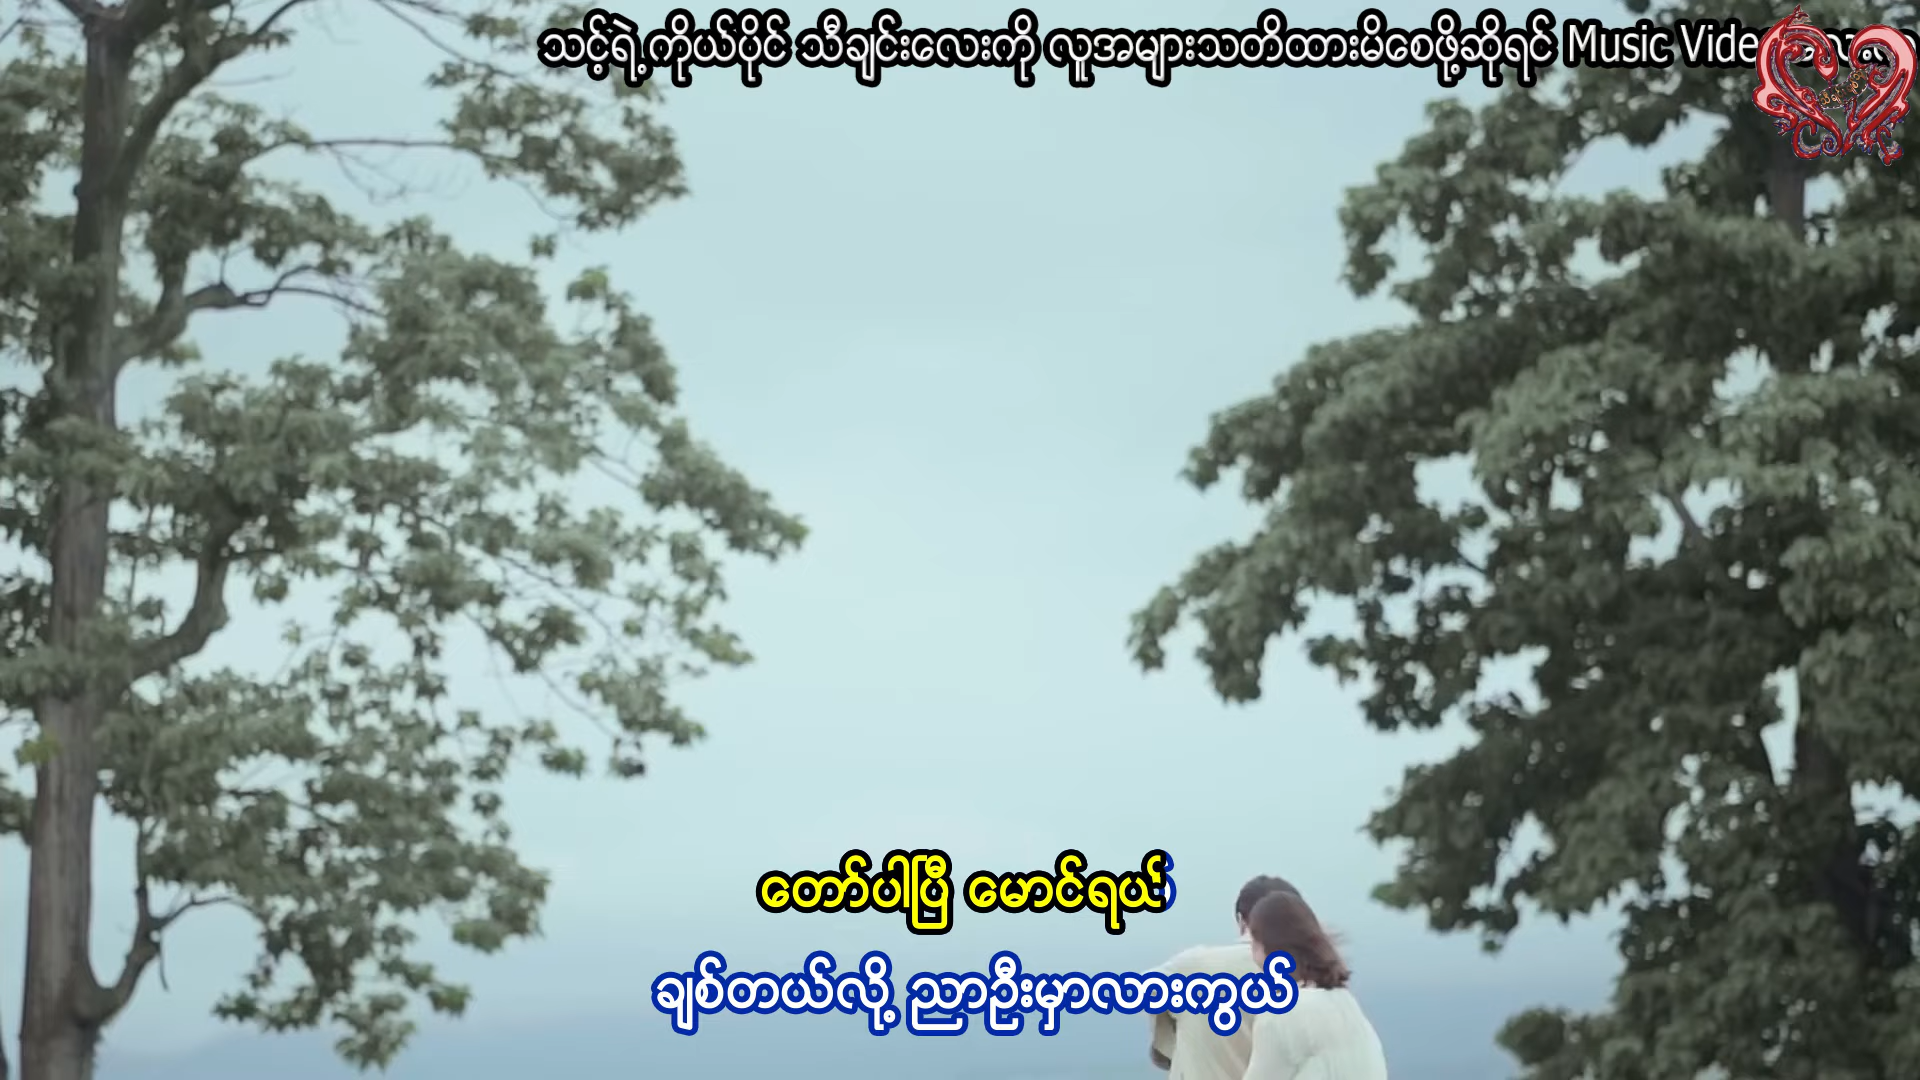 သင့်ရဲ့ကိုယ်ပိုင် သီချင်းလေးကို လူအများသတိထားမိစေဖို့ဆိုရင် Music Video
တော်ပါပြီ မောင်ရယ်
ချစ်တယ်လို့ ညာဦးမှာလားကွယ်